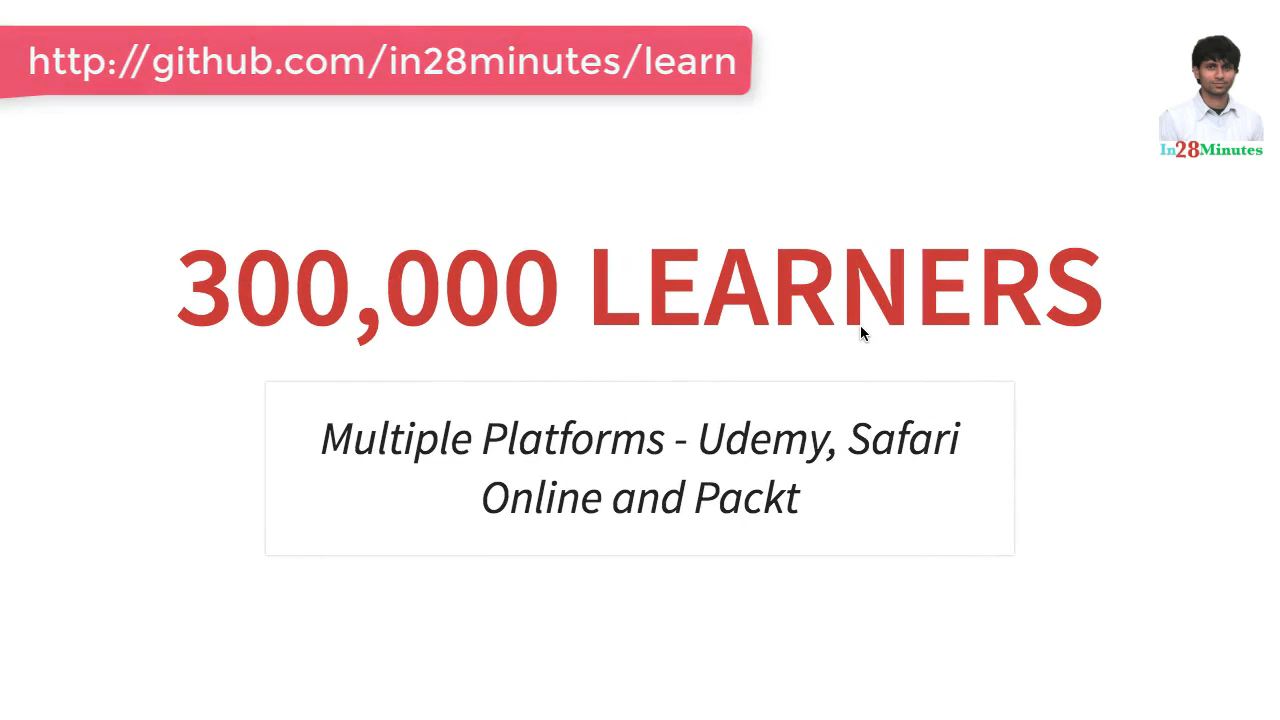 http://github.com/in28minutes/learn
In28Minutes
300,000 LEARNERS
Multiple Platforms - Udemy, Safari
Online and Packt